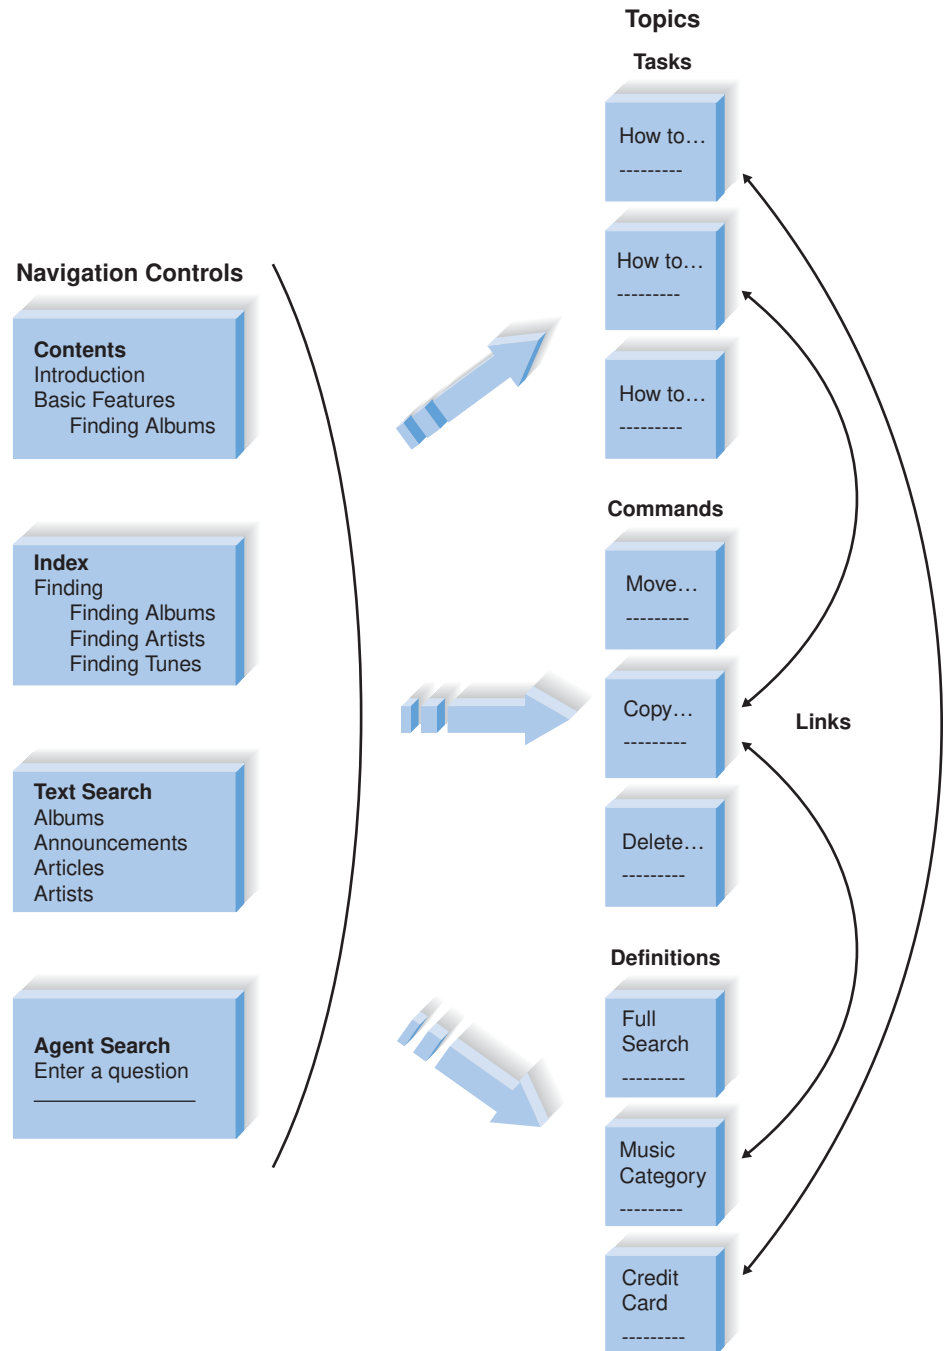 Topics
Tasks
How to…
---------
How to…
---------
How to…
---------
Navigation Controls
Contents
Introduction
Basic Features
Finding Albums
Index
Finding
Finding Albums
Finding Artists
Finding Tunes
Text Search
Albums
Announcements
Articles
Artists
Agent Search
Enter a question
Commands
Move…
---------
Copy…
---------
Delete…
---------
Links
Definitions
Full
Search
---------
Music
Category
---------
Credit
Card
---------